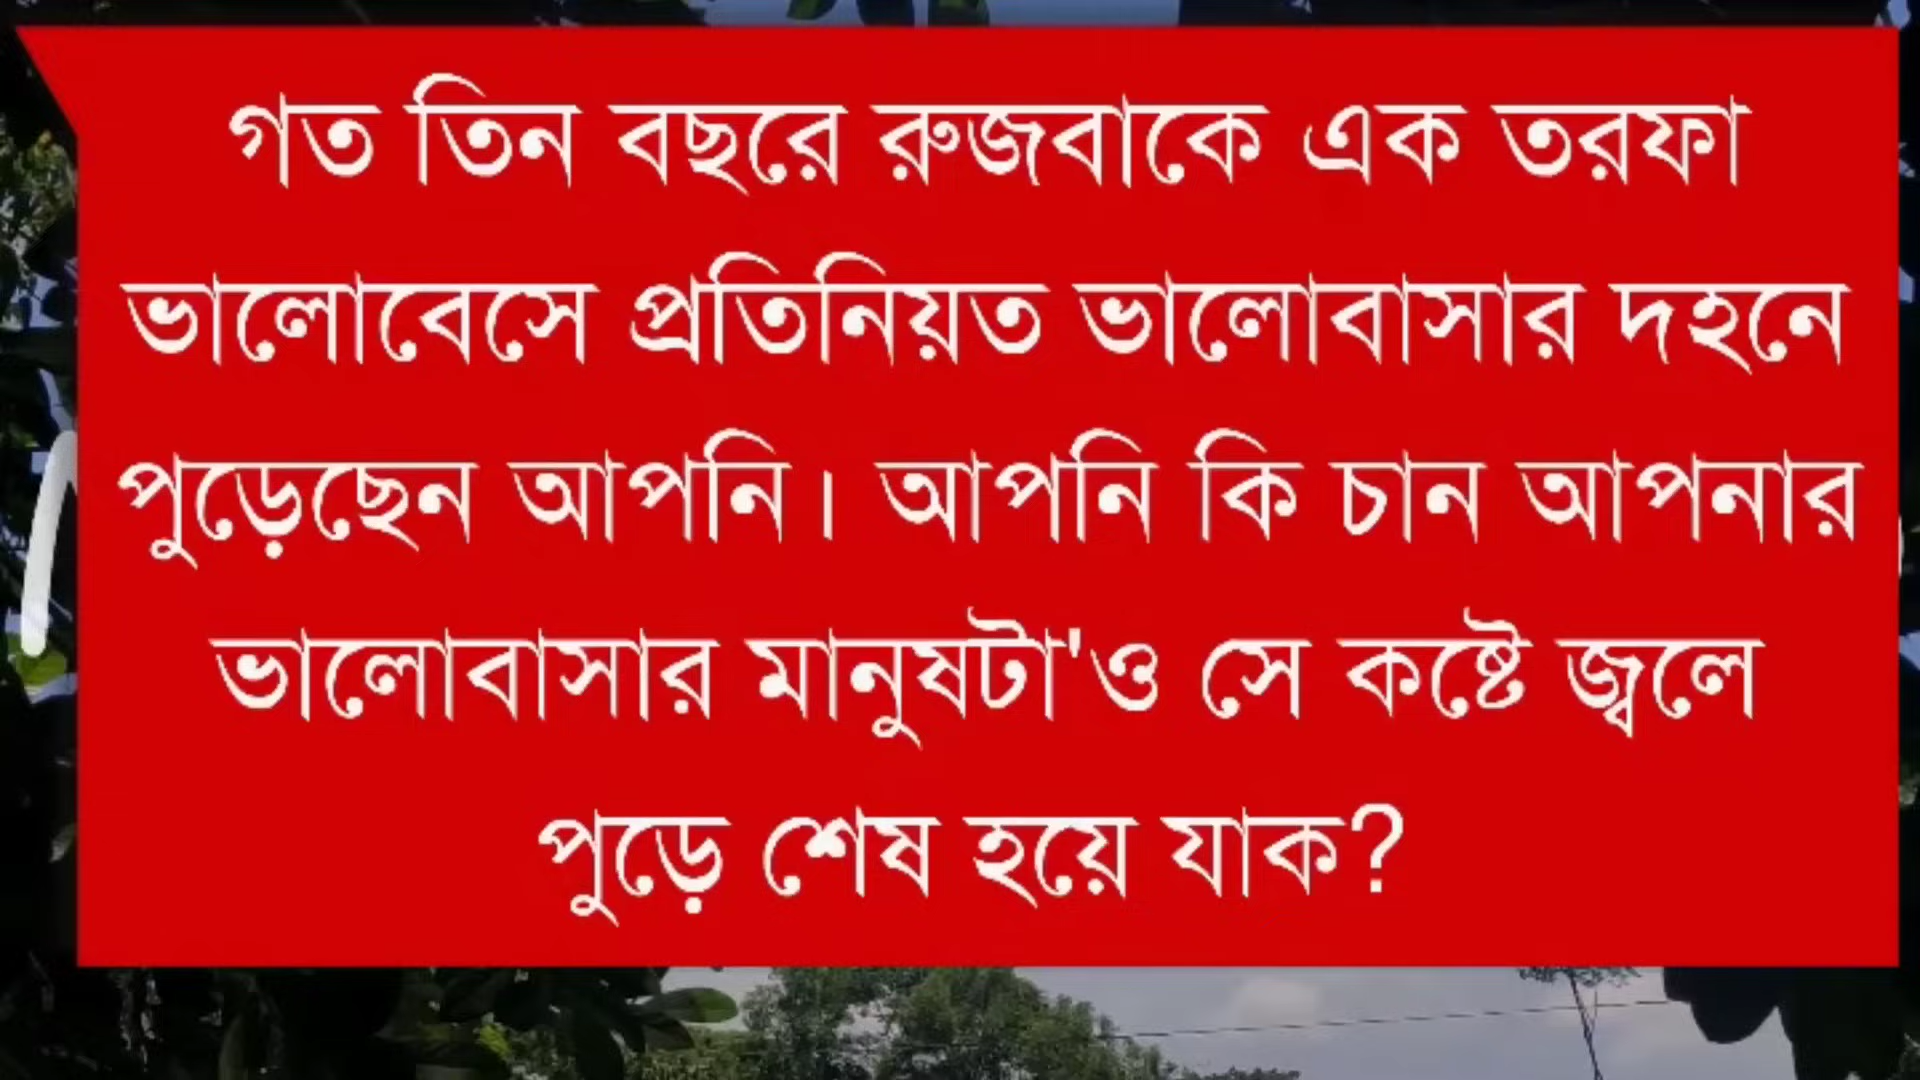 গত তিন বছরে রুজবাকে এক তরফা
ভালোবেসে প্রতিনিয়ত ভালোবাসার দহনে
পুড়েছেন আপনি। আপনি কি চান আপনার
ভালোবাসার মানুষটা'ও সে কষ্টে জ্বলে
পুড়ে শেষ হয়ে যাক?